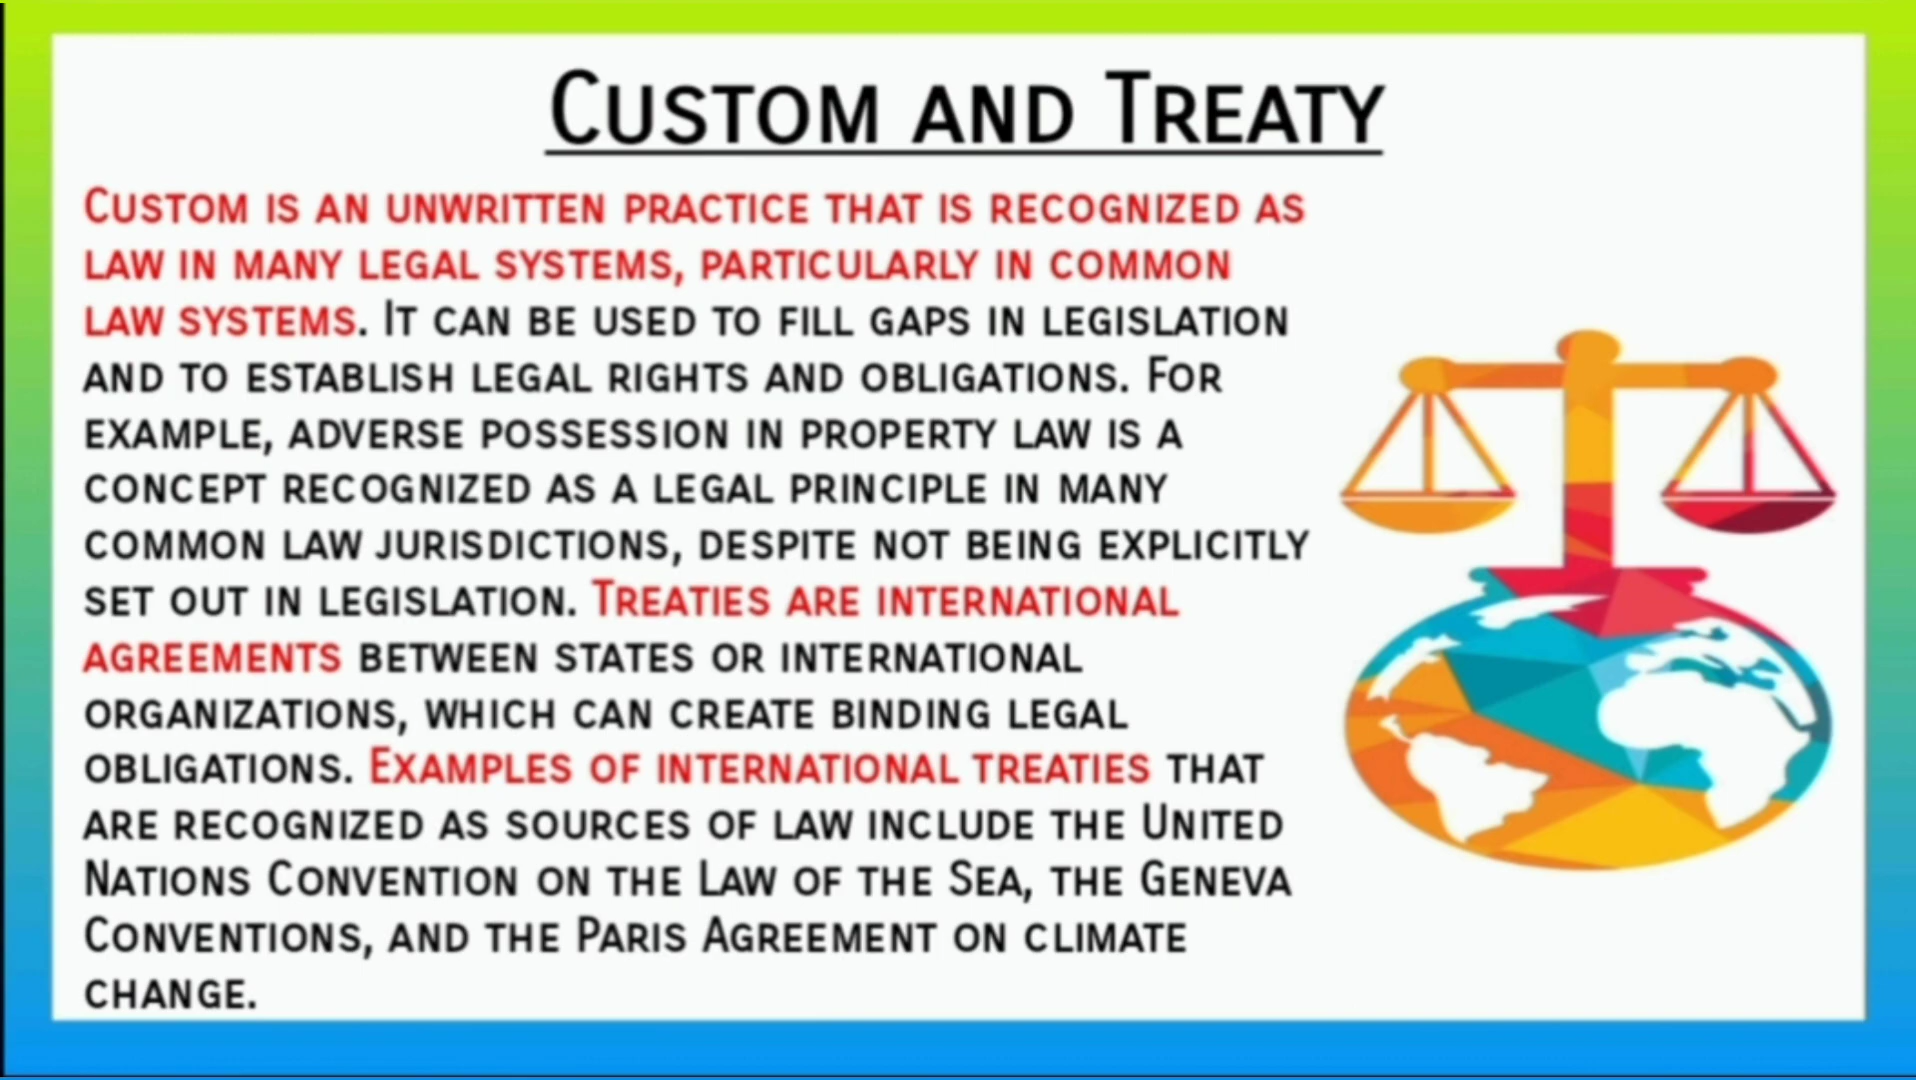 Custom and Treaty
Custom is an unwritten practice that is recognized as
law in many legal systems, particularly in common
law systems. It can be used to fill gaps in legislation
and to establish legal rights and obligations. For
example, adverse possession in property law is a
concept recognized as a legal principle in many
common law jurisdictions, despite not being explicitly
set out in legislation. Treaties are international
agreements between states or international
organizations, which can create binding legal
obligations. Examples of international treaties that
are recognized as sources of law include the United
Nations Convention on the Law of the Sea, the Geneva
Conventions, and the Paris Agreement on climate
change.